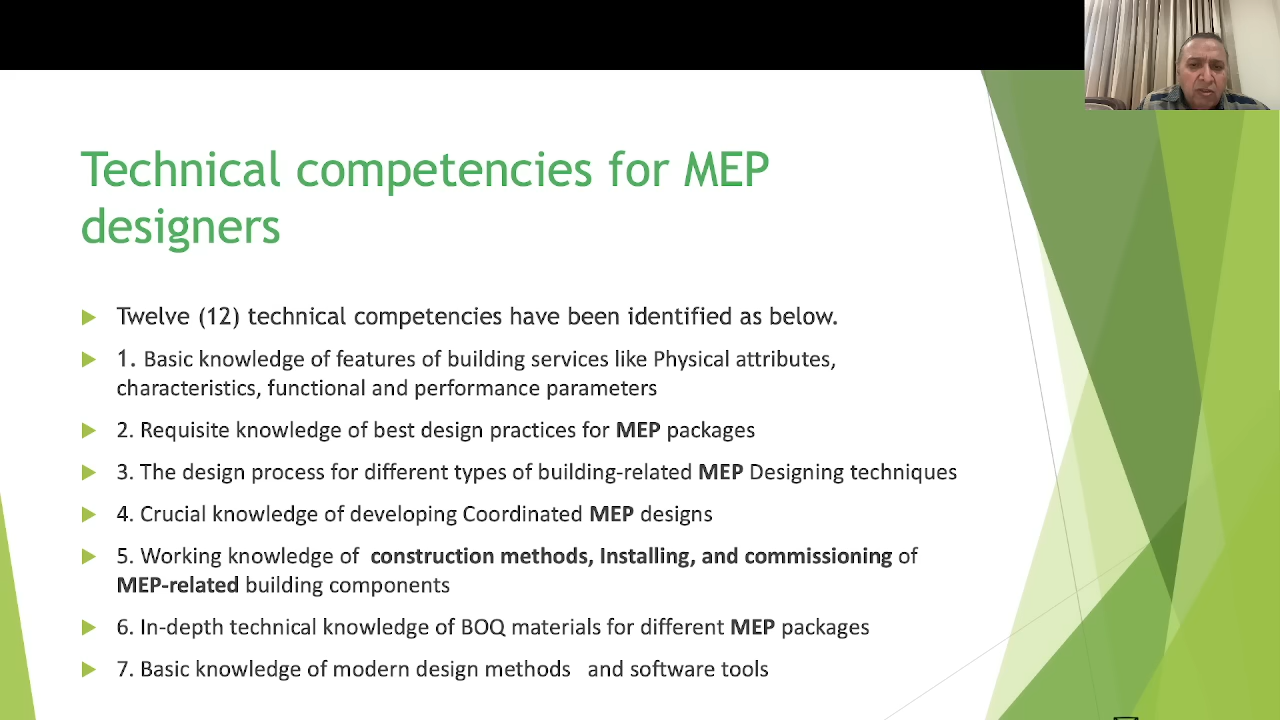 Technical competencies for MEP
designers
Twelve (12) technical competencies have been identified as below.
1. Basic knowledge of features of building services like Physical attributes,
characteristics, functional and performance parameters
2. Requisite knowledge of best design practices for MEP packages
3. The design process for different types of building-related MEP Designing techniques
4. Crucial knowledge of developing Coordinated MEP designs
5. Working knowledge of construction methods, Installing, and commissioning of
MEP-related building components
6. In-depth technical knowledge of BOQ materials for different MEP packages
7. Basic knowledge of modern design methods and software tools